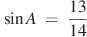 sin A = 13/14